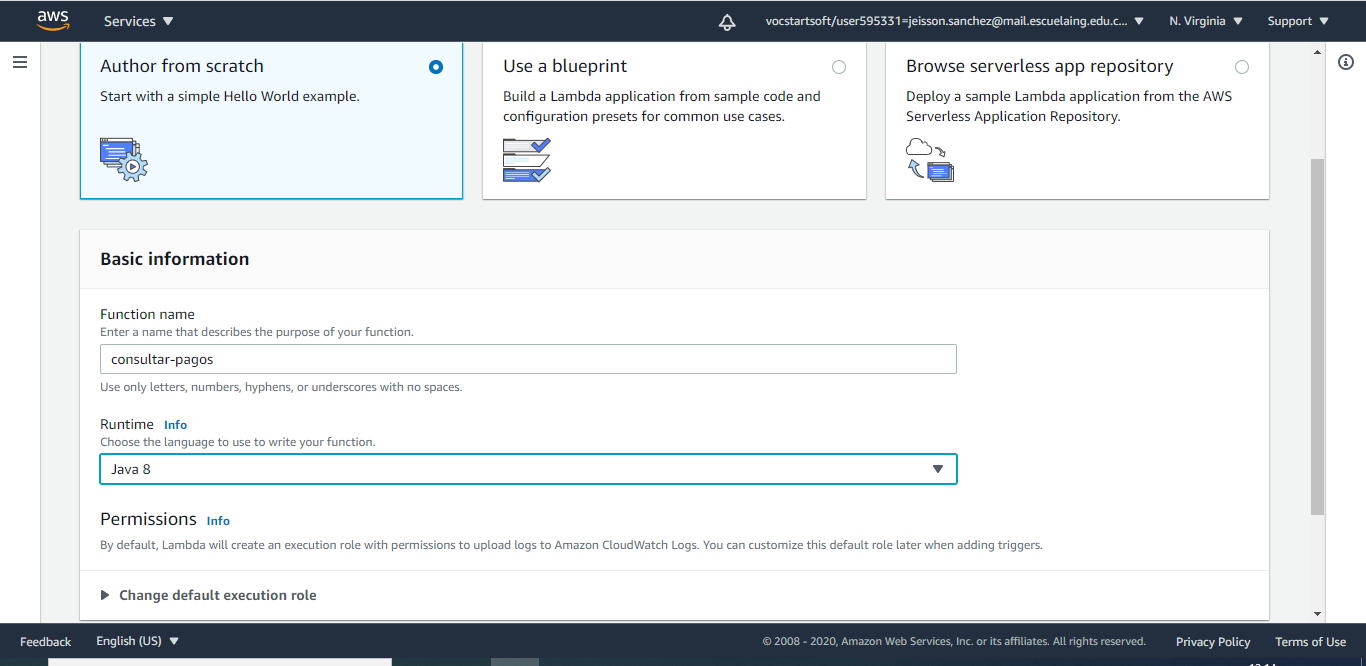 aws
Services
vocstartsoft/user595331=jeisson.sanchez@mail.escuelaing.edu.c...
N. Virginia
Support
Author from scratch
Start with a simple Hello World example.
Use a blueprint
Build a Lambda application from sample code and
configuration presets for common use cases.
Browse serverless app repository
Deploy a sample Lambda application from the AWS
Serverless Application Repository.
Basic information
Function name
Enter a name that describes the purpose of your function.
consultar-pagos
Use only letters, numbers, hyphens, or underscores with no spaces.
Runtime Info
Choose the language to use to write your function.
Java 8
Permissions Info
By default, Lambda will create an execution role with permissions to upload logs to Amazon CloudWatch Logs. You can customize this default role later when adding triggers.
Change default execution role
Feedback
English (US)
© 2008 - 2020, Amazon Web Services, Inc. or its affiliates. All rights reserved.
Privacy Policy
Terms of Use